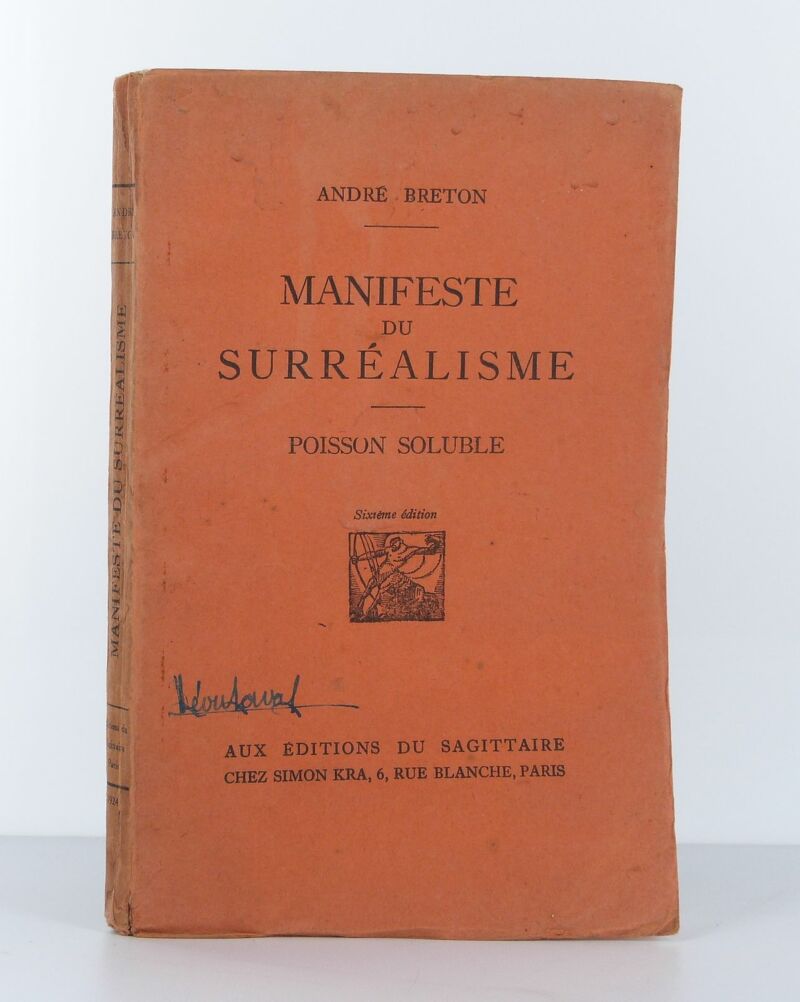 ANDRÉ BRETON
MANIFESTE
DU
SURRÉALISME
POISSON SOLUBLE
Sixième édition
AUX ÉDITIONS DU SAGITTAIRE
CHEZ SIMON KRA, 6, RUE BLANCHE, PARIS
MANIFESTE DU SURRÉALISME